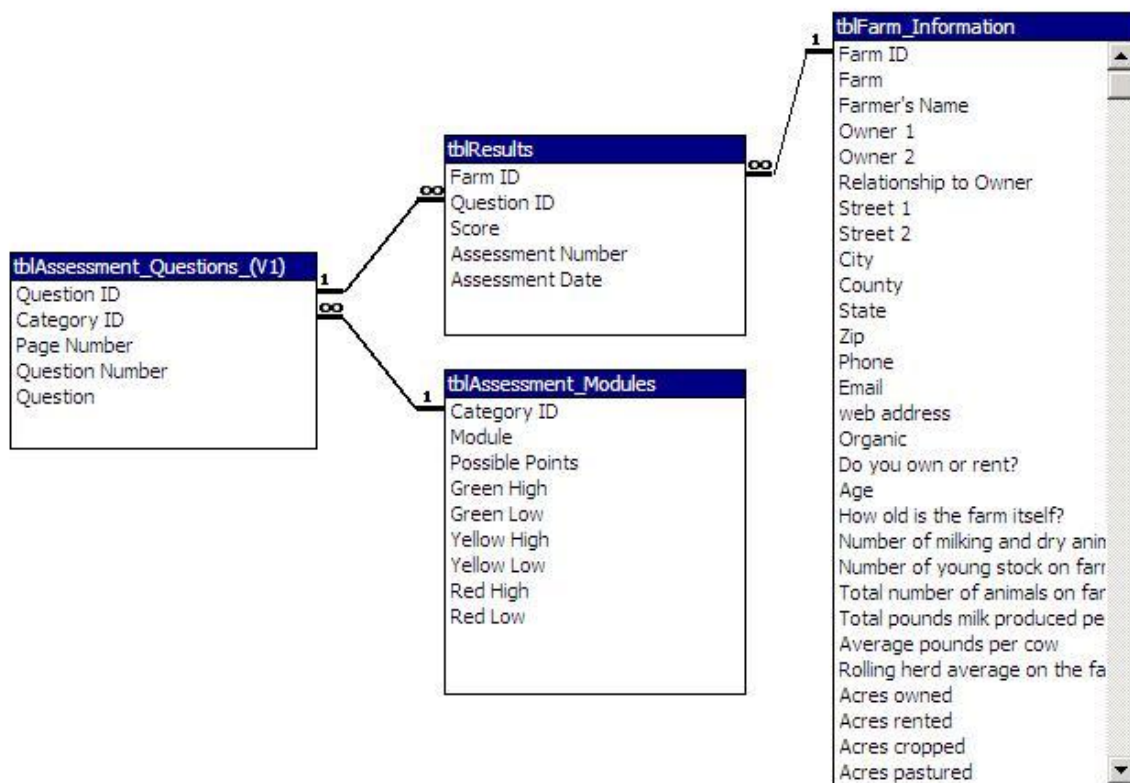 tblFarm_Information
1
Farm ID
Farm
Farmer's Name
Owner 1
Owner 2
Relationship to Owner
Street 1
Street 2
City
County
State
Zip
Phone
Email
web address
Organic
Do you own or rent?
Age
How old is the farm itself?
Number of milking and dry anim
Number of young stock on farm
Total number of animals on far
Total pounds milk produced pe
Average pounds per cow
Rolling herd average on the fa
Acres owned
Acres rented
Acres cropped
Acres pastured
tblResults
∞
Farm ID
∞
Question ID
Score
Assessment Number
Assessment Date
tblAssessment_Questions_(V1)
1
Question ID
∞
Category ID
Page Number
Question Number
Question
tblAssessment_Modules
1
Category ID
Module
Possible Points
Green High
Green Low
Yellow High
Yellow Low
Red High
Red Low